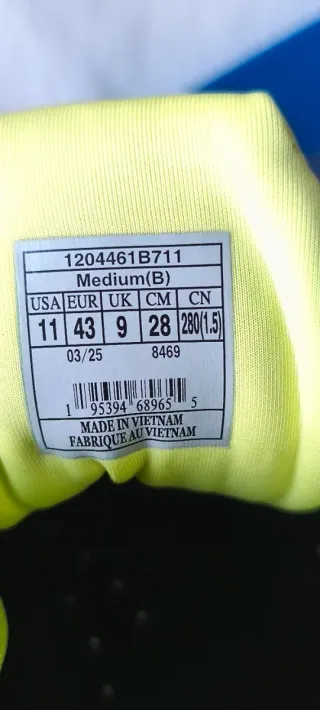 1204461B711
Medium(B)
USA EUR UK CM CN
11 43 9 28 280(1.5)
03/25 8469
1 95394 68965 5
MADE IN VIETNAM
FABRIQUE AU VIETNAM